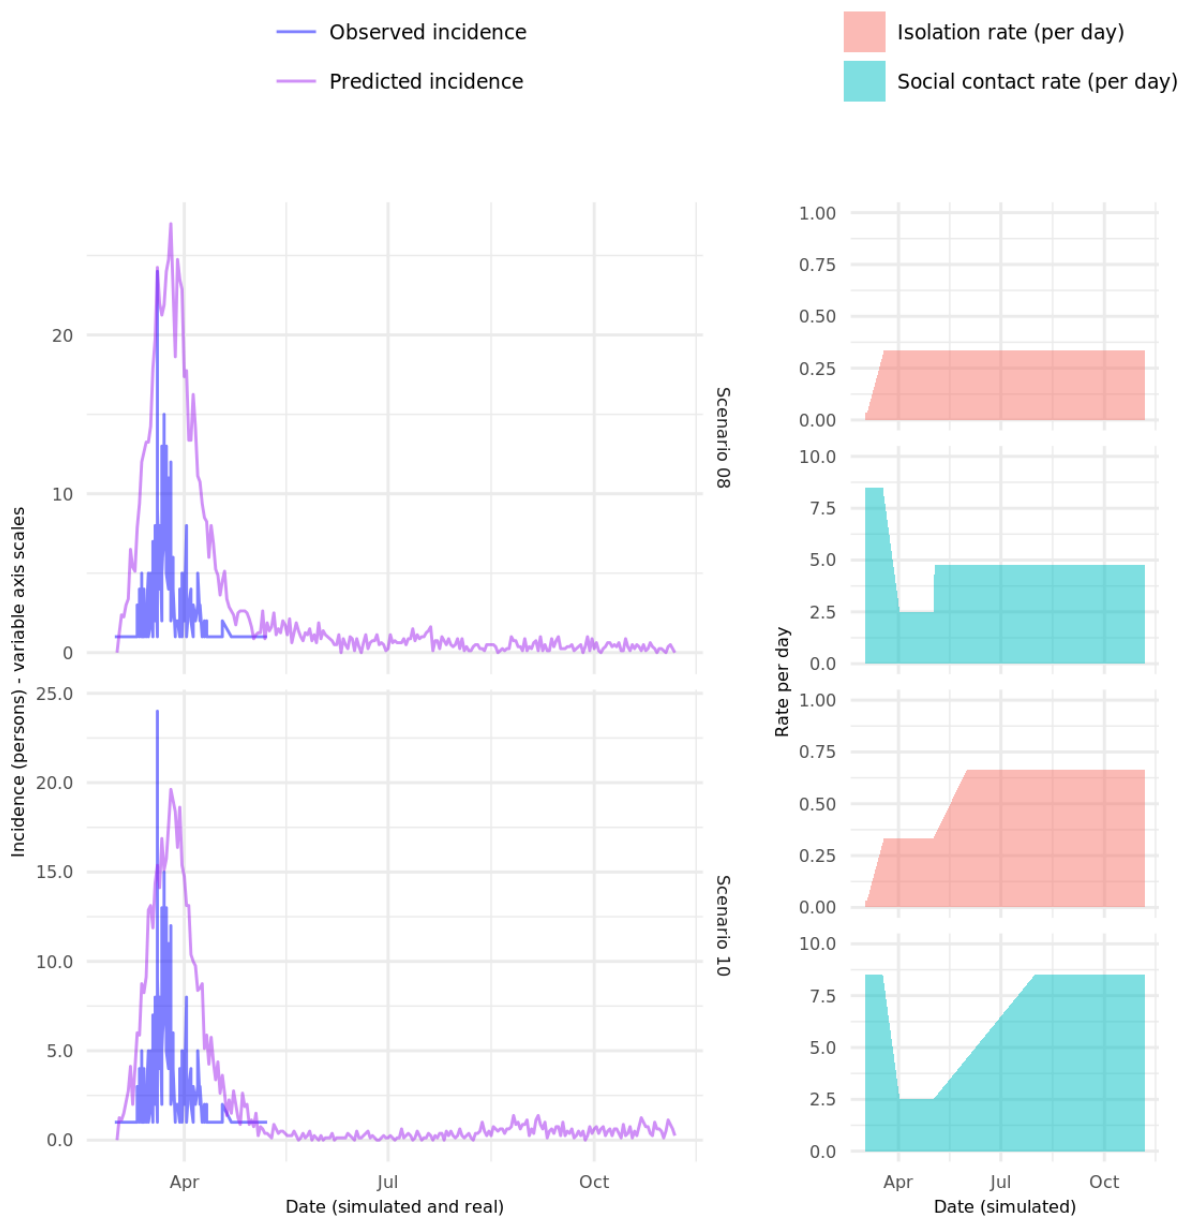 Observed incidence
Predicted incidence
Isolation rate (per day)
Social contact rate (per day)
Incidence (persons) - variable axis scales
20
10
0
Scenario 08
25.0
20.0
15.0
10.0
5.0
0.0
Scenario 10
Apr
Jul
Oct
Date (simulated and real)
Rate per day
1.00
0.75
0.50
0.25
0.00
10.0
7.5
5.0
2.5
0.0
1.00
0.75
0.50
0.25
0.00
10.0
7.5
5.0
2.5
0.0
Apr
Jul
Oct
Date (simulated)